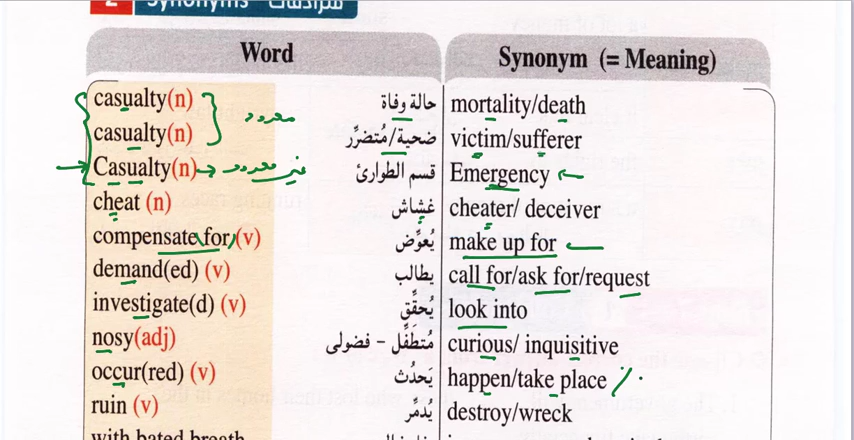 2 Synonyms مترادفات
Word Synonym (= Meaning)
casualty(n) حالة وفاة mortality/death
معدود
casualty(n) ضحية/مُتضرِّر victim/sufferer
Casualty(n) غير معدود قسم الطوارئ Emergency
cheat (n) غشاش cheater/ deceiver
compensate for/(v) يُعوِّض make up for
demand(ed) (v) يطالب call for/ask for/request
investigate(d) (v) يُحقِّق look into
nosy(adj) مُتطفِّل - فضولى curious/ inquisitive
occur(red) (v) يَحدُث happen/take place
ruin (v) يُدمِّر destroy/wreck
with bated breath